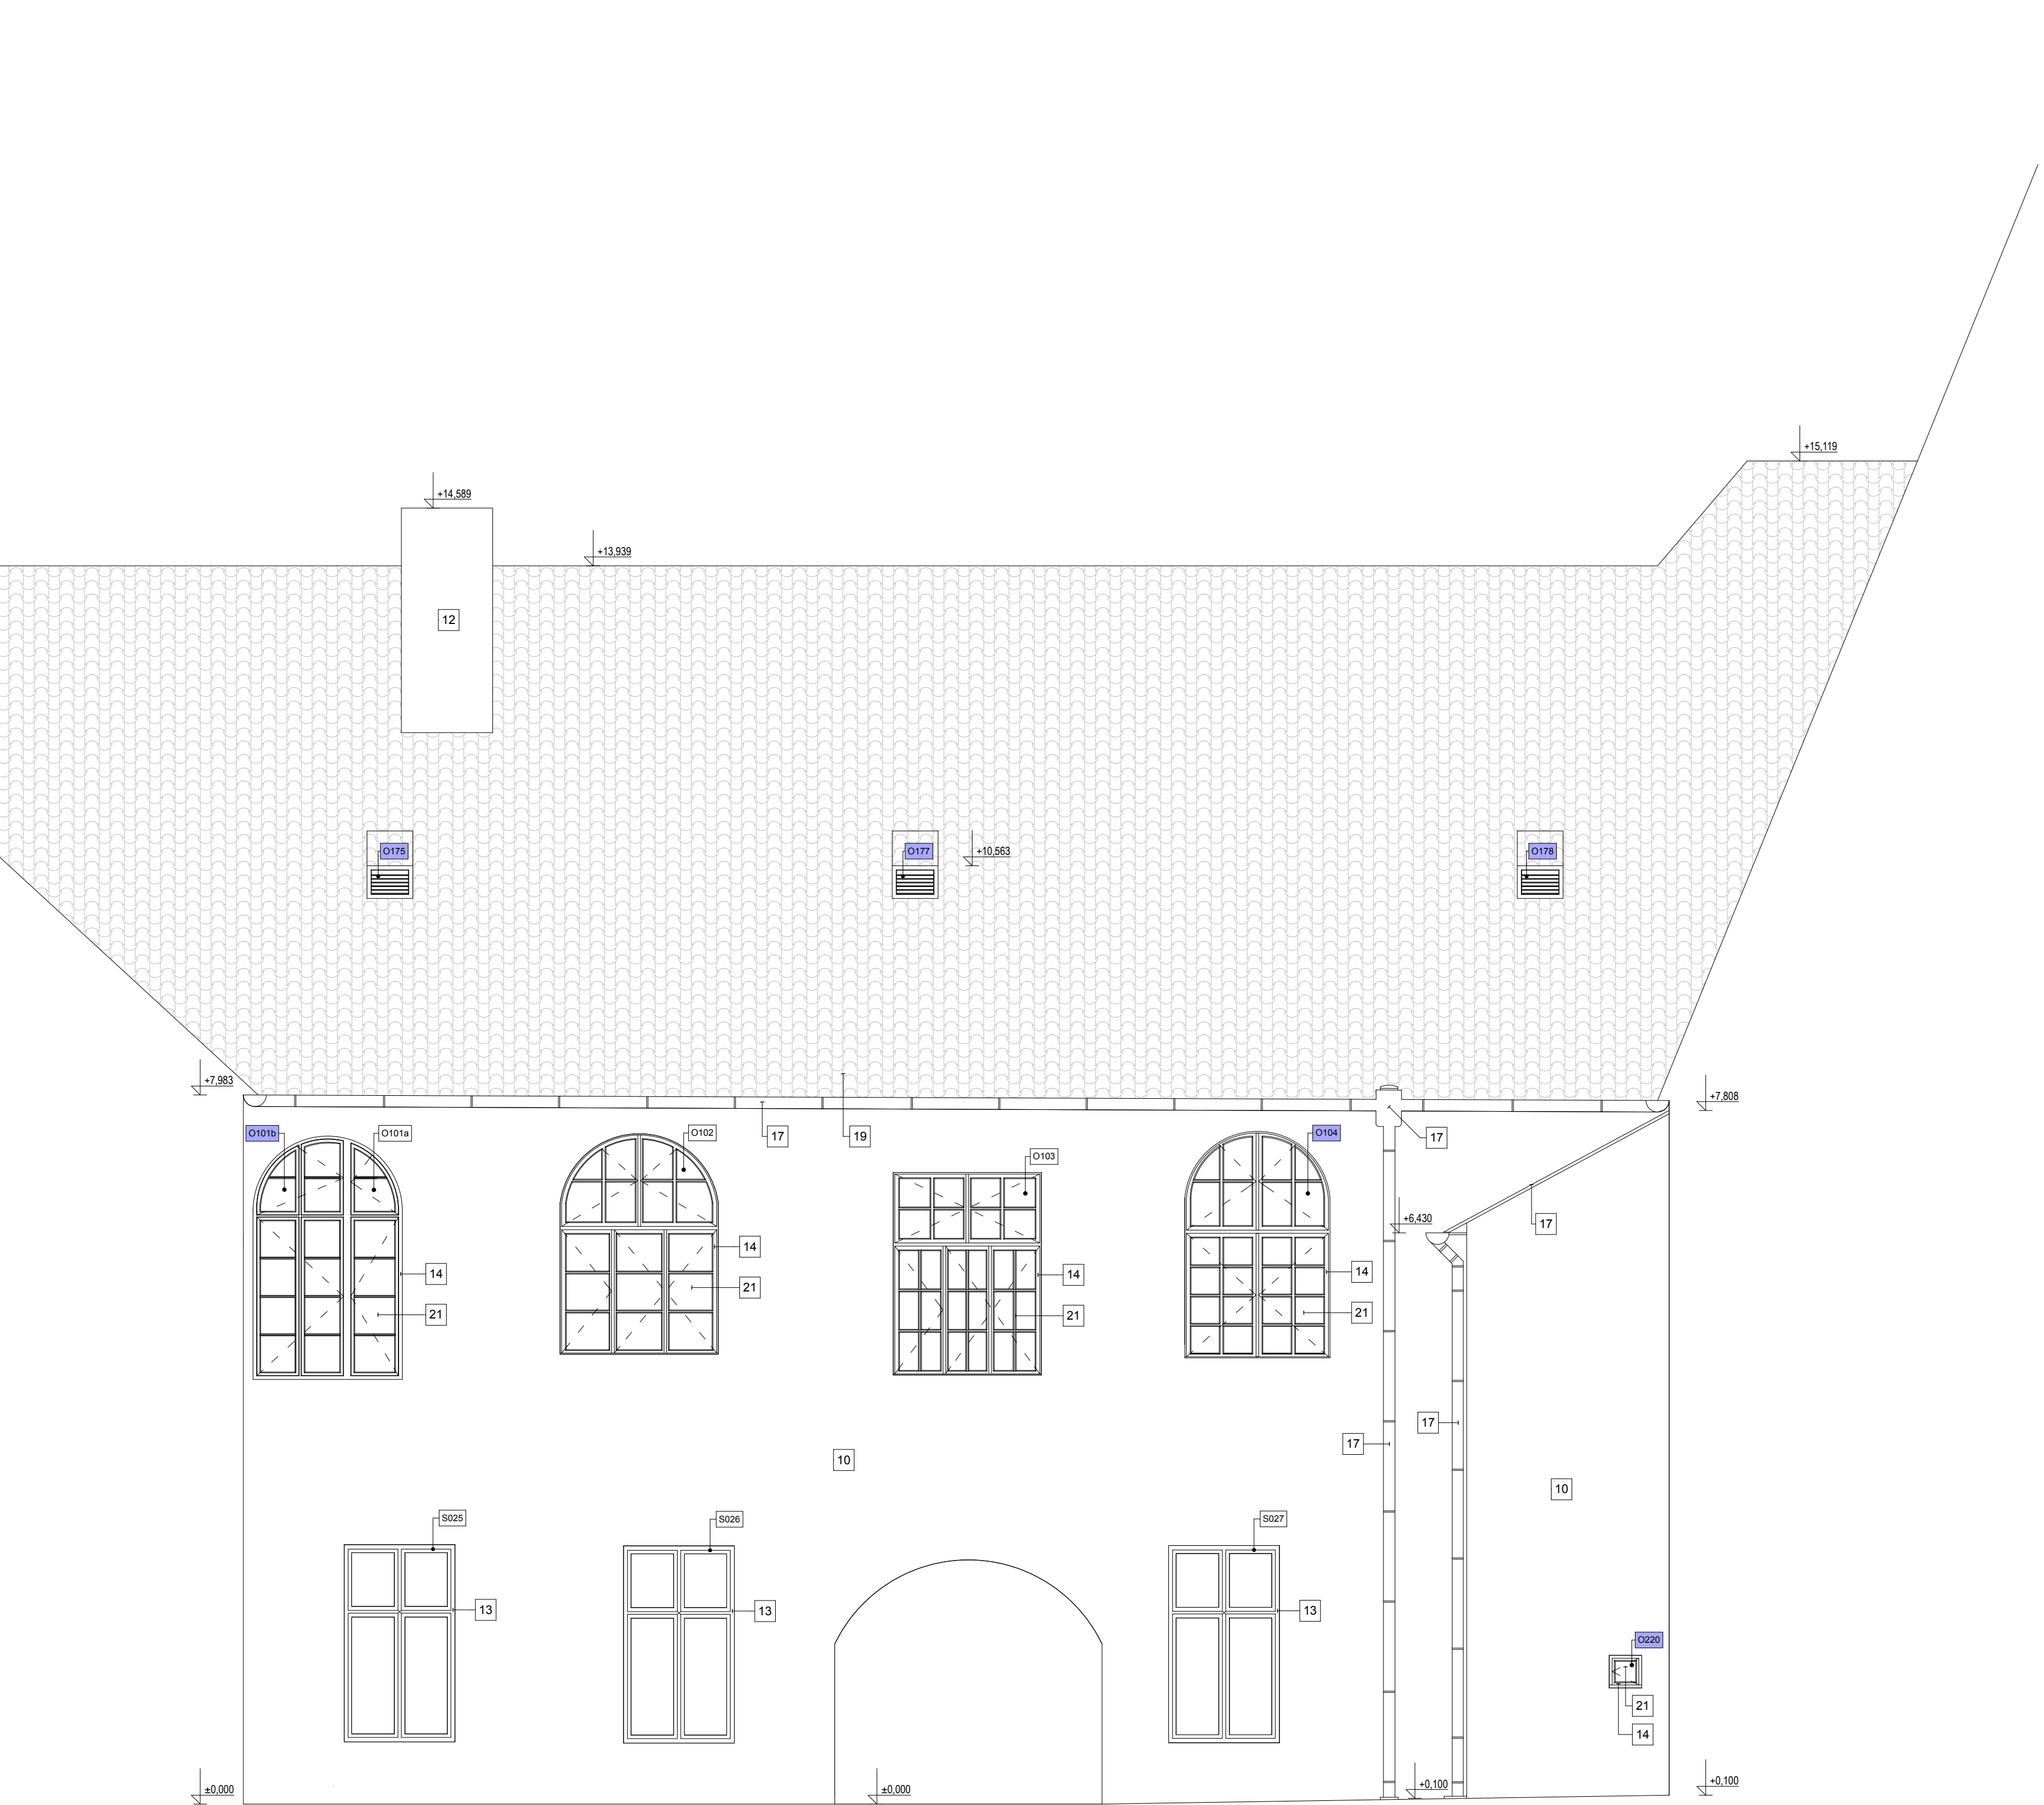 +15,119
+14,589
+13,939
12
O175
O177
+10,563
O178
+7,983
+7,808
O101b
O101a
O102
17
19
O104
17
O103
+6,430
17
14
14
14
14
21
21
21
21
17
17
10
10
S025
S026
S027
13
13
13
O220
21
14
±0,000
±0,000
+0,100
+0,100